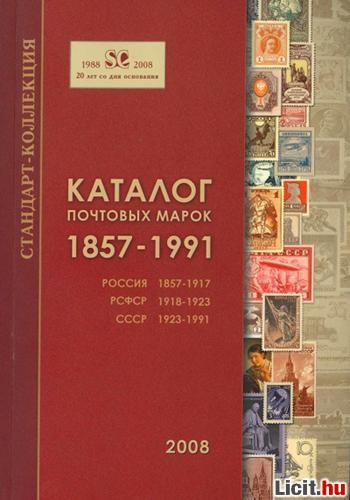 1988 SC 2008
20 лет со дня основания
СТАНДАРТ-КОЛЛЕКЦИЯ
КАТАЛОГ
ПОЧТОВЫХ МАРОК
1857-1991
РОССИЯ 1857-1917
РСФСР 1918-1923
СССР 1923-1991
2008
Licit.hu